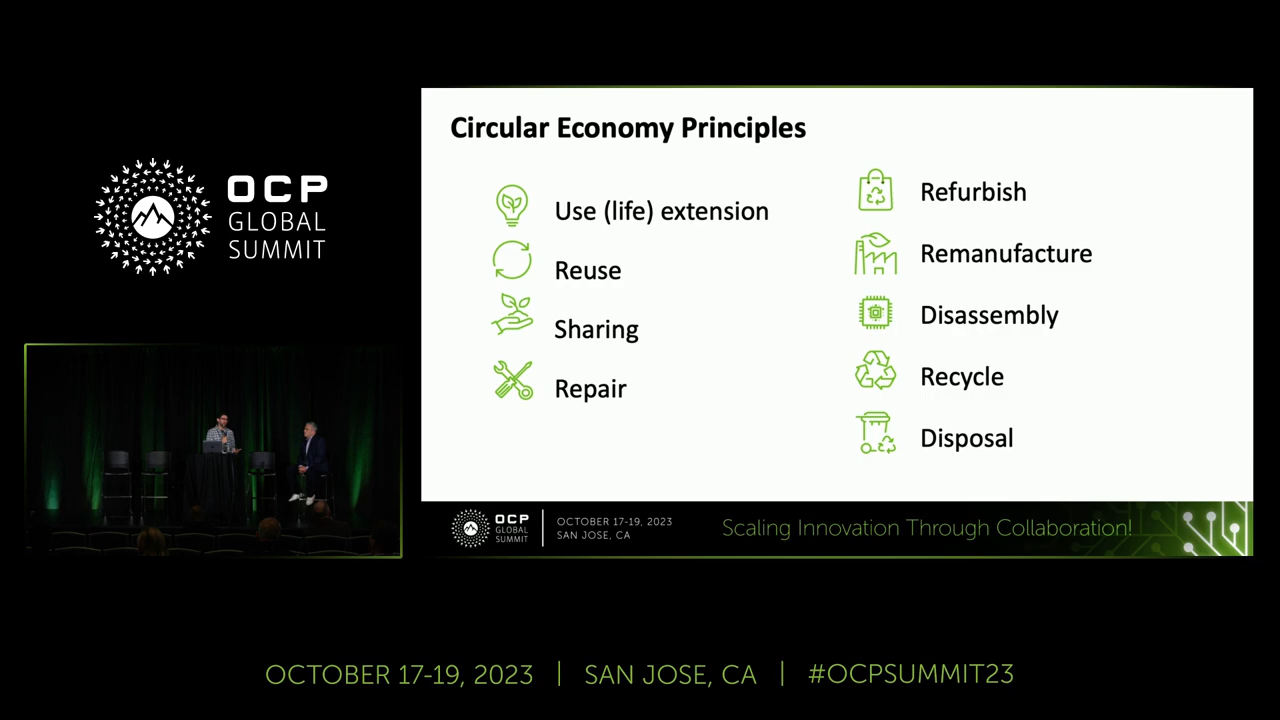 OCP
GLOBAL
SUMMIT
Circular Economy Principles
Use (life) extension
Reuse
Sharing
Repair
Refurbish
Remanufacture
Disassembly
Recycle
Disposal
OCP
GLOBAL
SUMMIT
OCTOBER 17-19, 2023
SAN JOSE, CA
Scaling Innovation Through Collaboration!
OCTOBER 17-19, 2023 | SAN JOSE, CA | #OCPSUMMIT23